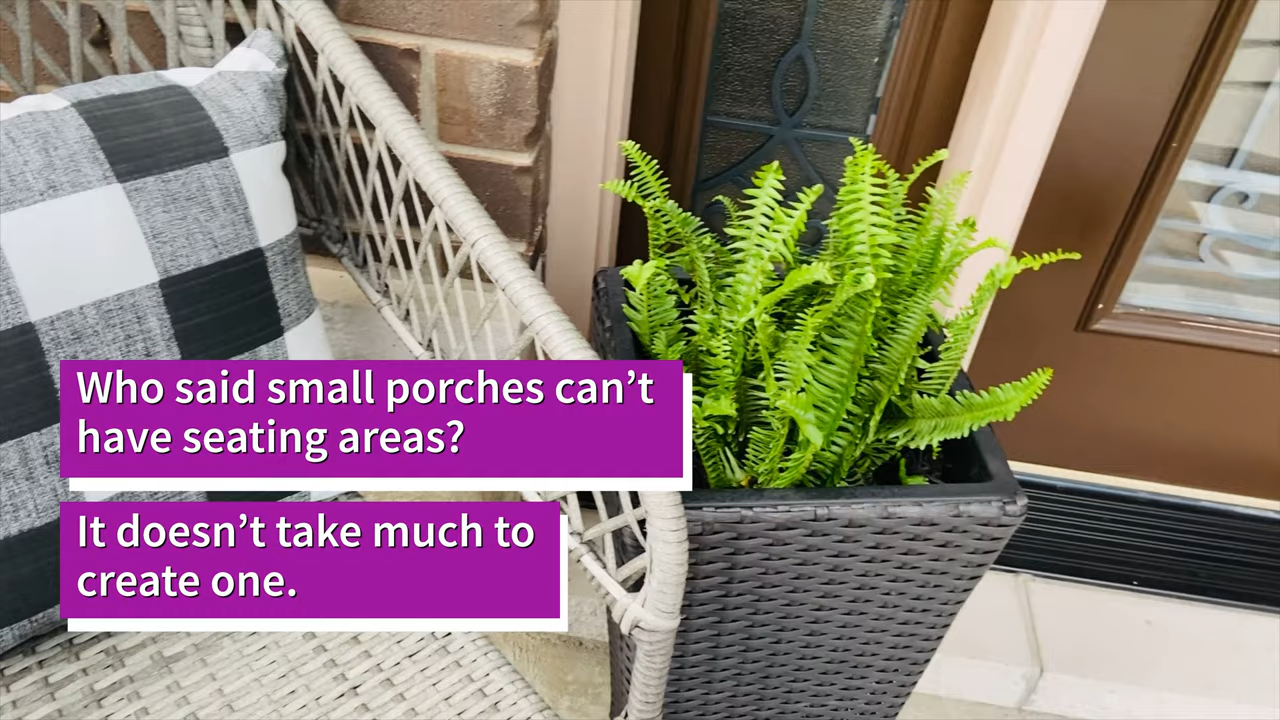 Who said small porches can’t
have seating areas?
It doesn’t take much to
create one.